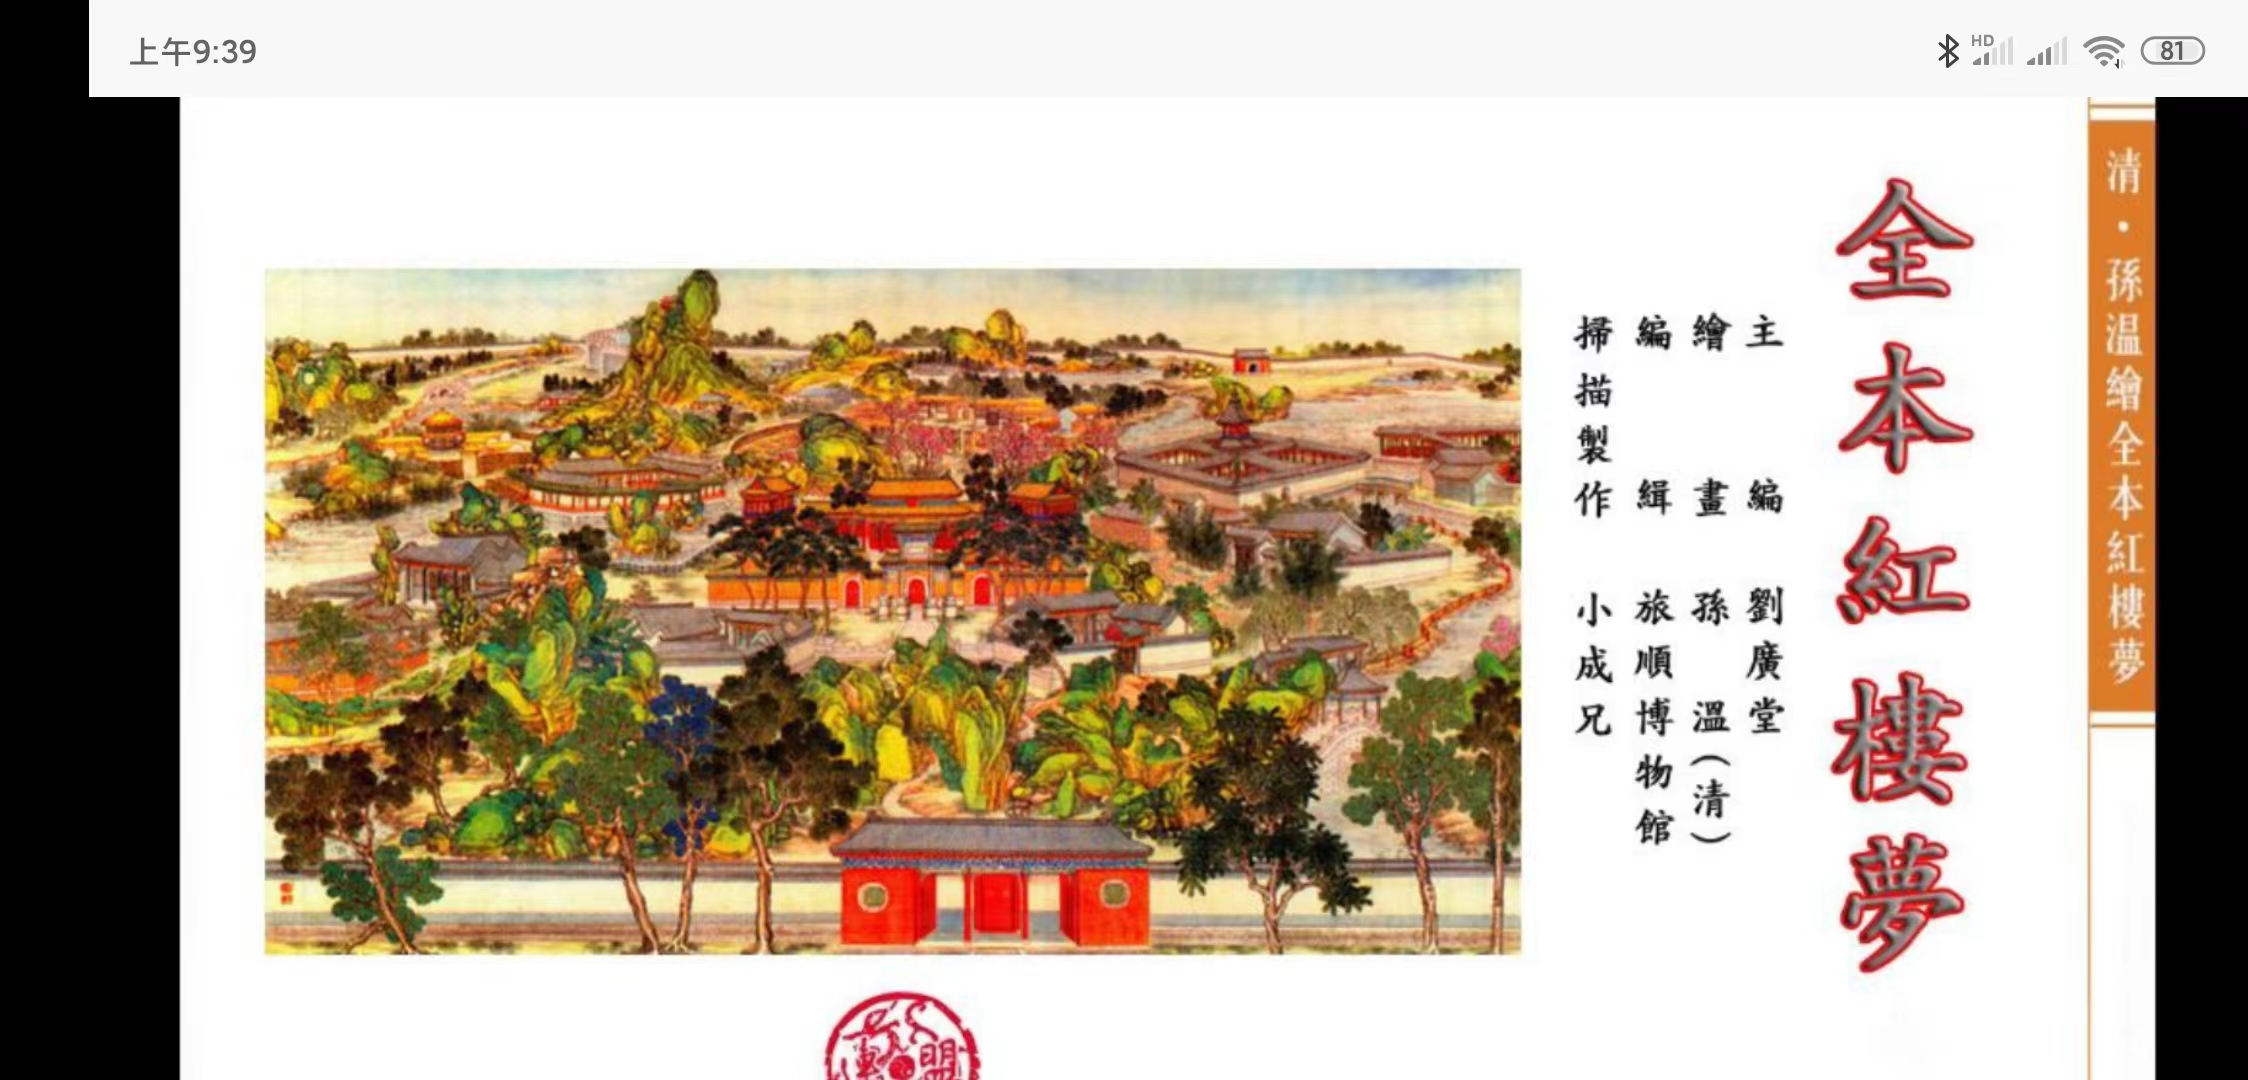 上午9:39
HD
81
清·孫温繪全本紅樓夢
全本紅樓夢
主編 劉廣堂
繪畫 孫溫(清)
編緝 旅順博物館
掃描製作 小成兄
盟